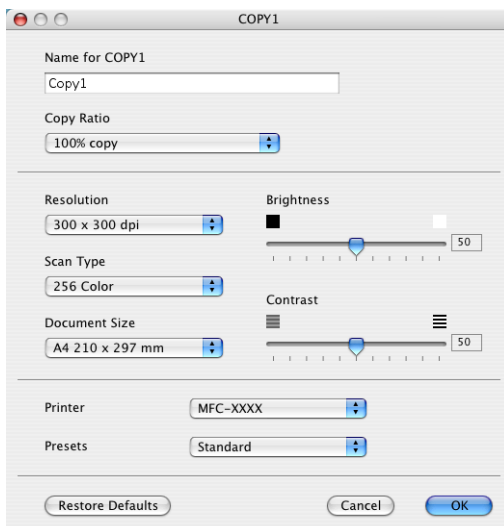 COPY1
Name for COPY1
Copy1
Copy Ratio
100% copy
Resolution
300 x 300 dpi
Brightness
50
Scan Type
256 Color
Contrast
50
Document Size
A4 210 x 297 mm
Printer
MFC-XXXX
Presets
Standard
Restore Defaults
Cancel
OK